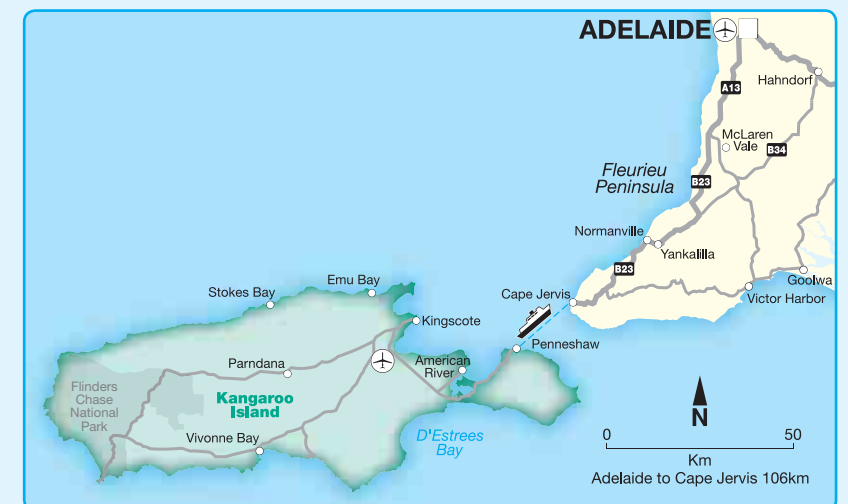 ADELAIDE
Hahndorf
A13
McLaren
Vale
B34
Fleurieu
Peninsula
B23
Normanville
Yankalilla
B23
Goolwa
Cape Jervis
Victor Harbor
Emu Bay
Stokes Bay
Kingscote
Penneshaw
American
River
Parndana
Flinders
Chase
National
Park
Kangaroo
Island
Vivonne Bay
D'Estrees
Bay
N
0 50
Km
Adelaide to Cape Jervis 106km